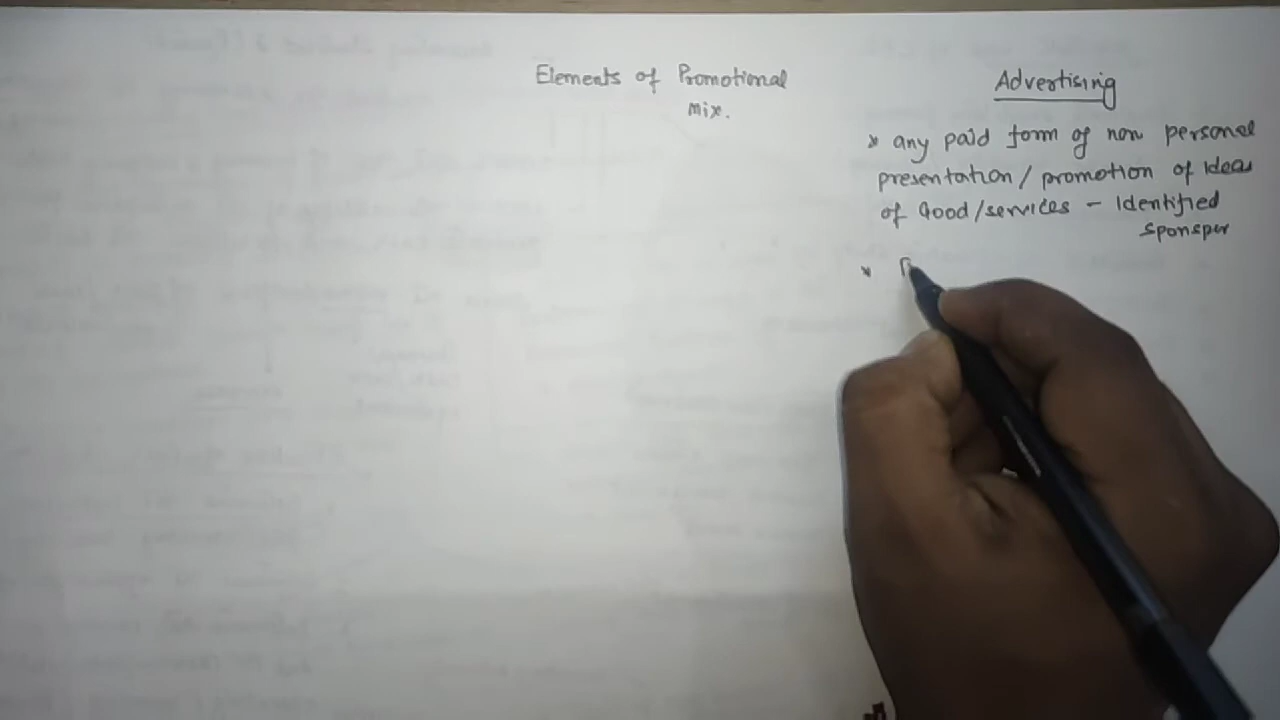 Elements of Promotional
Mix.
Advertising
* any paid form of non personal
presentation/promotion of Ideas
of Good/services - Identified
Sponsper
*